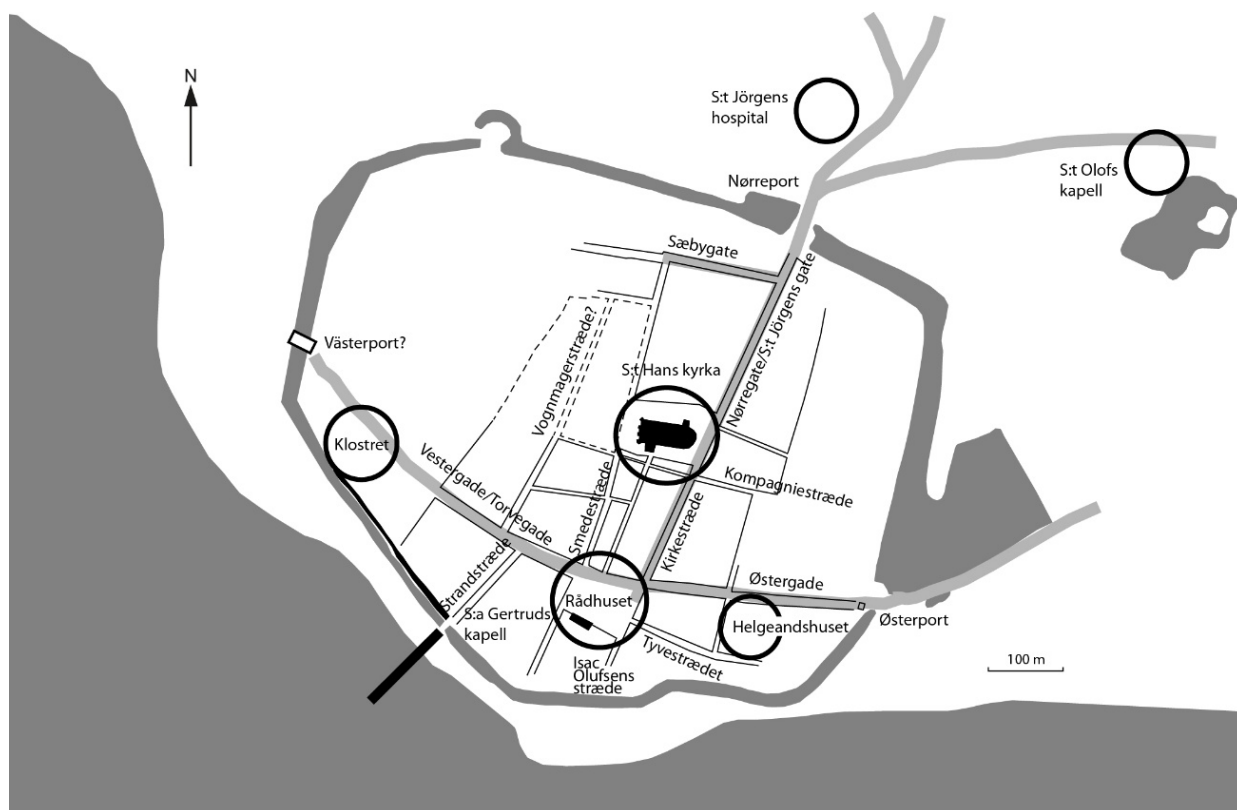 N
S:t Jörgens
hospital
Nørreport
S:t Olofs
kapell
Sæbygate
Nørregate/S:t Jörgens gate
Vognmagerstræde?
Västerport?
S:t Hans kyrka
Klostret
Vestergade/Torvegade
Smedestræde
Kompagniestræde
Kirkestræde
Strandstræde
Østergade
Rådhuset
S:a Gertruds
kapell
Helgeandshuset
Østerport
Tyvestrædet
Isac
Olufsens
stræde
100 m